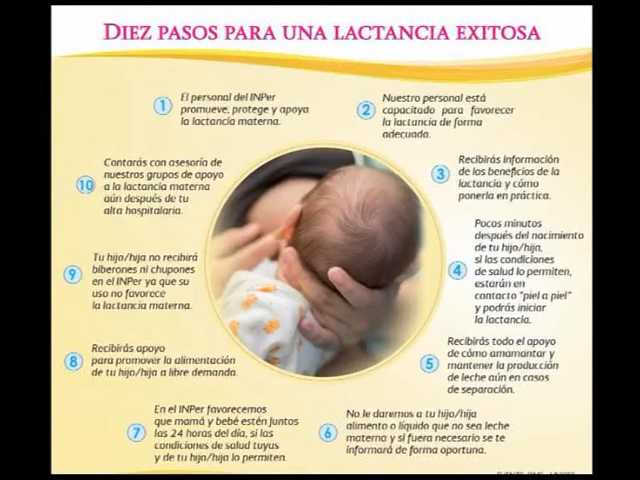 DIEZ PASOS PARA UNA LACTANCIA EXITOSA
1
El personal del INPer
promueve, protege y apoya
la lactancia materna.
2
Nuestro personal está
capacitado para favorecer
la lactancia de forma
adecuada.
3
Recibirás información
de los beneficios de la
lactancia y cómo
ponerla en práctica.
4
Pocos minutos
después del nacimiento
de tu hijo/hija,
si las condiciones
de salud lo permiten,
estarán en
contacto "piel a piel"
y podrás iniciar
la lactancia.
5
Recibirás todo el apoyo
de cómo amamantar y
mantener la producción
de leche aún en casos
de separación.
6
No le daremos a tu hijo/hija
alimento o líquido que no sea leche
materna y si fuera necesario se te
informará de forma oportuna.
7
En el INPer favorecemos
que mamá y bebé estén juntos
las 24 horas del día, si las
condiciones de salud tuyas
y de tu hijo/hija lo permiten.
8
Recibirás apoyo
para promover la alimentación
de tu hijo/hija a libre demanda.
9
Tu hijo/hija no recibirá
biberones ni chupones
en el INPer ya que su
uso no favorece
la lactancia materna.
10
Contarás con asesoría de
nuestros grupos de apoyo
a la lactancia materna
aún después de tu
alta hospitalaria.